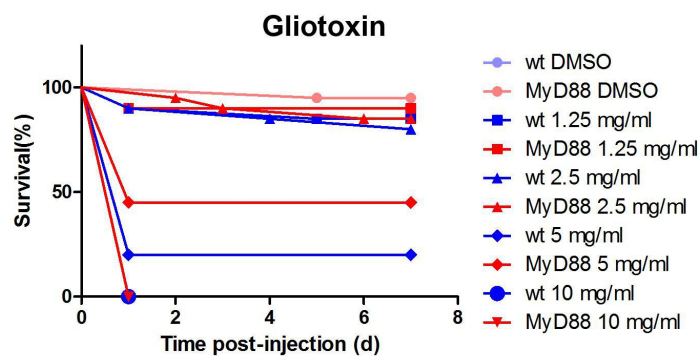 Gliotoxin
Survival(%)
100
50
0
0 2 4 6 8
Time post-injection (d)
wt DMSO
MyD88 DMSO
wt 1.25 mg/ml
MyD88 1.25 mg/ml
wt 2.5 mg/ml
MyD88 2.5 mg/ml
wt 5 mg/ml
MyD88 5 mg/ml
wt 10 mg/ml
MyD88 10 mg/ml